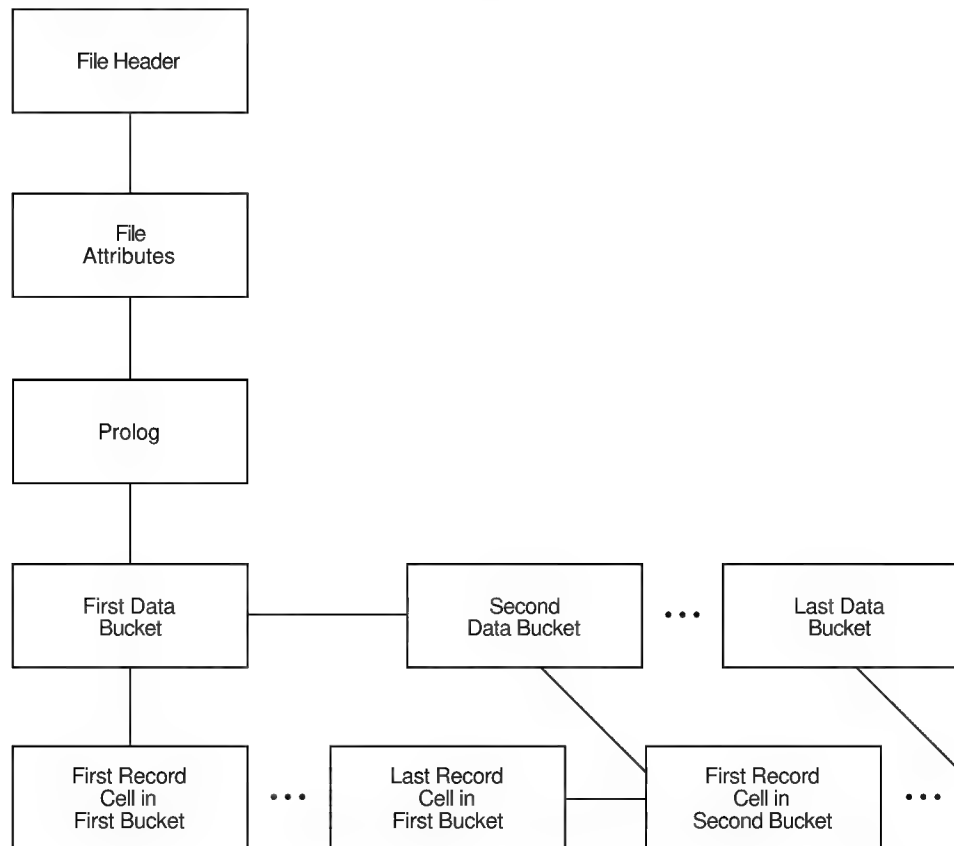 File Header
File
Attributes
Prolog
First Data
Bucket
Second
Data Bucket
•••
Last Data
Bucket
First Record
Cell in
First Bucket
•••
Last Record
Cell in
First Bucket
First Record
Cell in
Second Bucket
•••